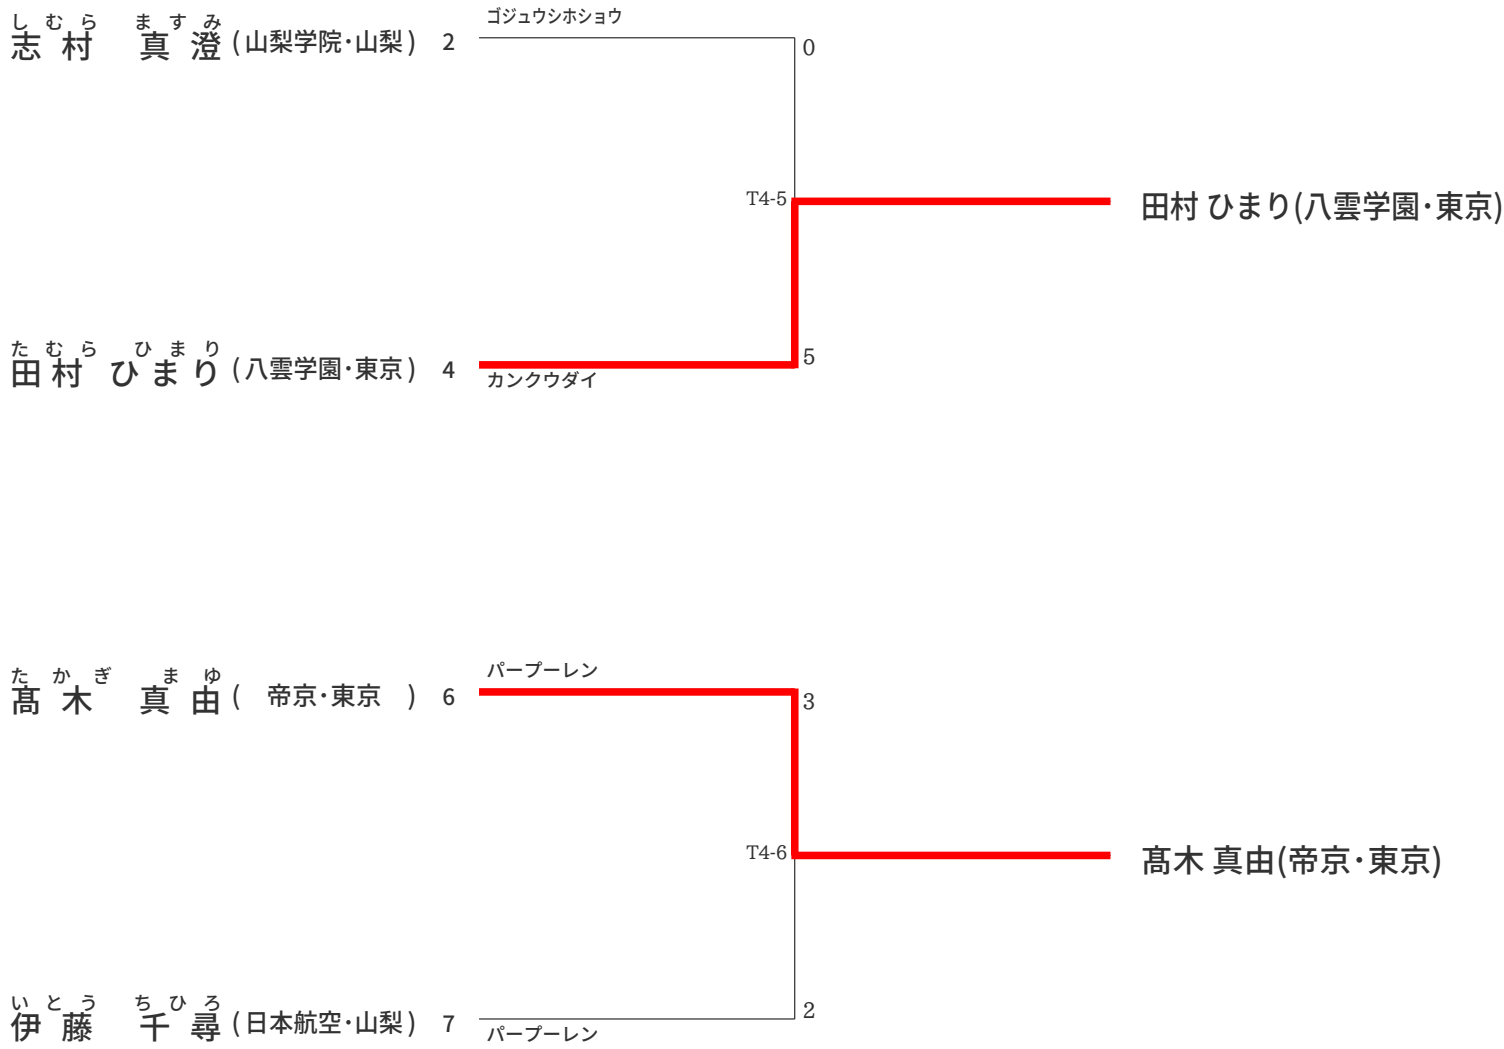 しむら ますみ ゴジュウシホショウ
志村 真澄 (山梨学院・山梨) 2
0
T4-5
田村 ひまり(八雲学園・東京)
たむら ひまり
5
田村 ひまり (八雲学園・東京) 4
カンクウダイ
たかぎ まゆ パープーレン
髙木 真由 ( 帝京・東京 ) 6
3
T4-6
髙木 真由(帝京・東京)
いとう ちひろ
2
伊藤 千尋 (日本航空・山梨) 7
パープーレン